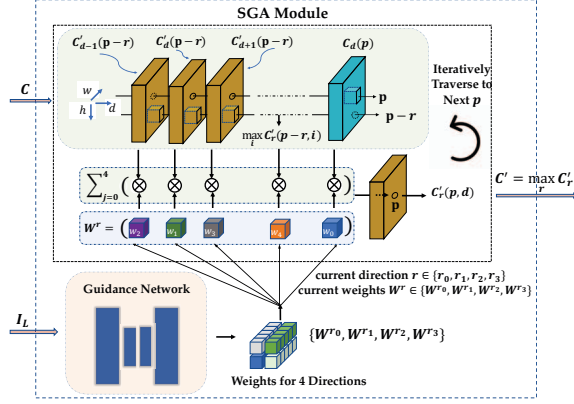 SGA Module
C'_{d−1}(p − r) C'_d(p − r) C'_{d+1}(p − r) C_d(p)
w
h d
p
p − r
max_i C'_r(p − r, i)
Iteratively
Traverse to
Next p
C
∑_{j=0}^4 ( )
p
C'_r(p, d)
C' = max_r C'_r
W^r = ( w_2 w_1 w_3 w_4 w_0 )
current direction r ∈ {r_0, r_1, r_2, r_3}
current weights W^r ∈ {W^{r_0}, W^{r_1}, W^{r_2}, W^{r_3}}
Guidance Network
I_L
{W^{r_0}, W^{r_1}, W^{r_2}, W^{r_3}}
Weights for 4 Directions